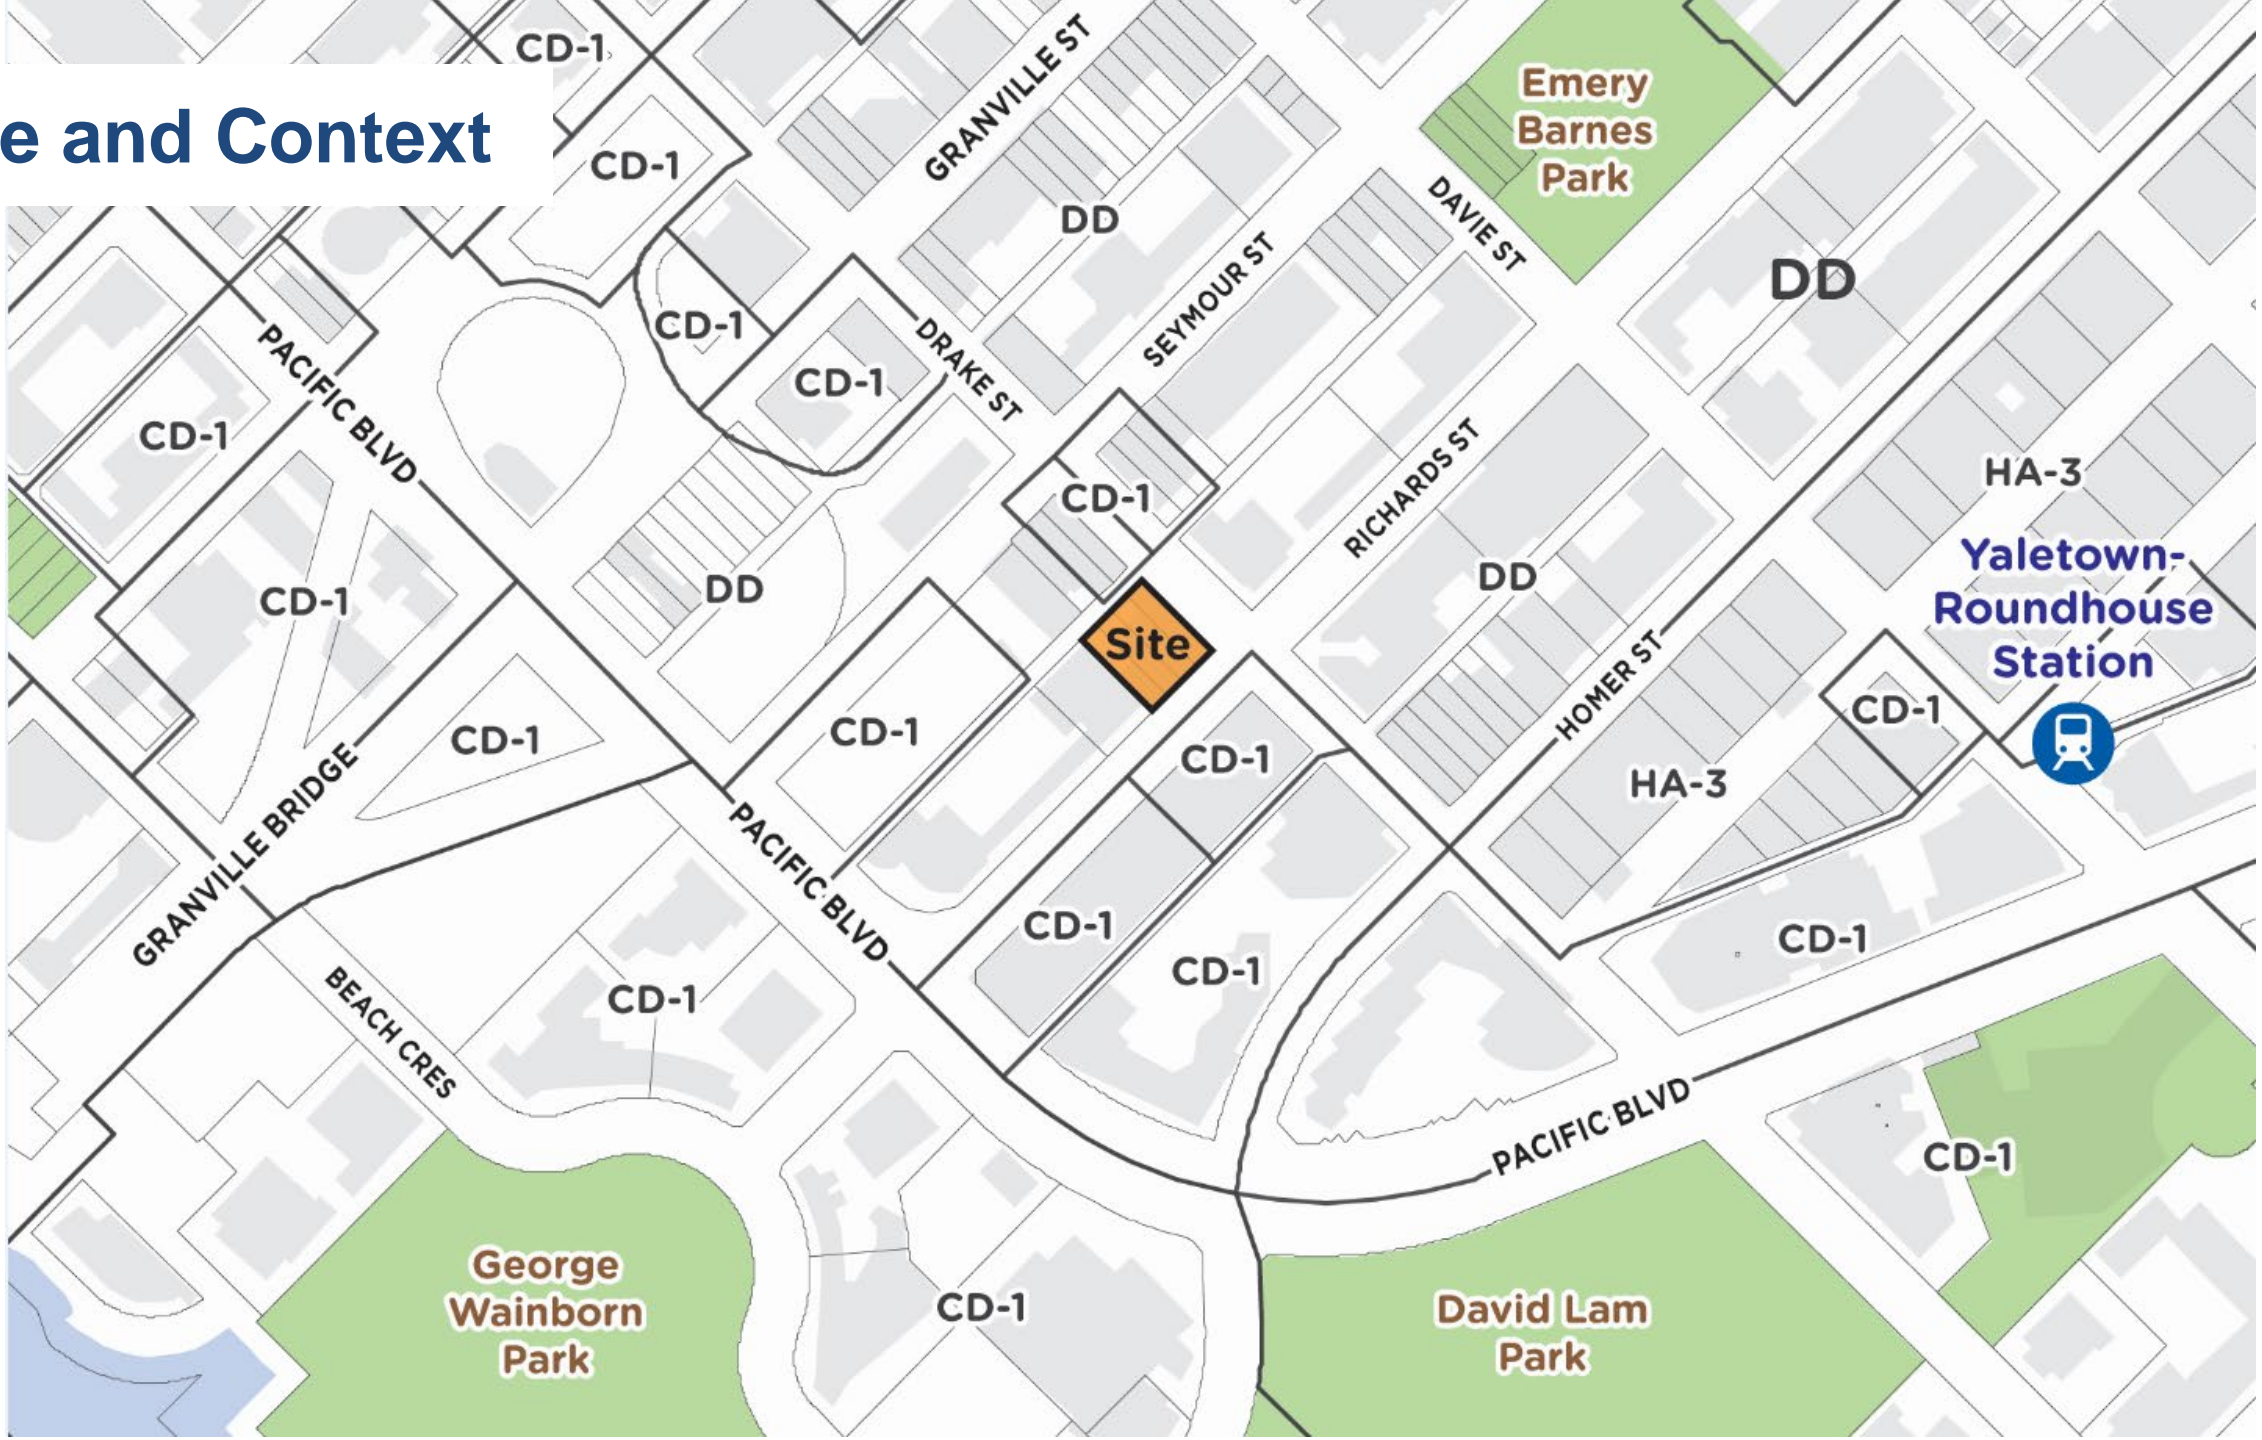 CD-1
e and Context
GRANVILLE ST
Emery
Barnes
Park
CD-1
DAVIE ST
DD
SEYMOUR ST
DD
CD-1
PACIFIC BLVD
DRAKE ST
CD-1
CD-1
RICHARDS ST
HA-3
CD-1
Yaletown-
Roundhouse
Station
CD-1
DD
DD
Site
HOMER ST
CD-1
CD-1
CD-1
CD-1
HA-3
GRANVILLE BRIDGE
PACIFIC BLVD
CD-1
CD-1
CD-1
CD-1
BEACH CRES
PACIFIC BLVD
CD-1
George
Wainborn
Park
CD-1
David Lam
Park